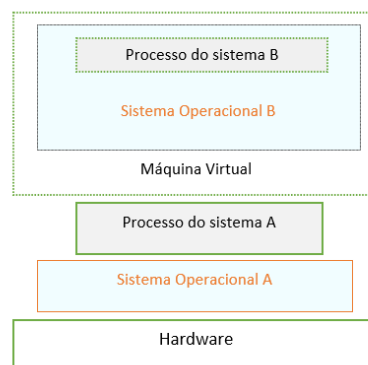 Processo do sistema B
Sistema Operacional B
Máquina Virtual
Processo do sistema A
Sistema Operacional A
Hardware